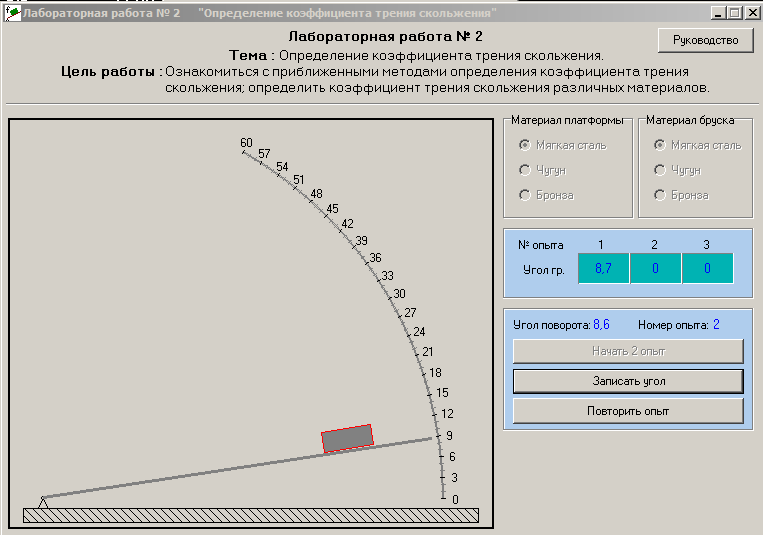 Лабораторная работа № 2 "Определение коэффициента трения скольжения"
Лабораторная работа № 2
Руководство
Тема : Определение коэффициента трения скольжения.
Цель работы : Ознакомиться с приближенными методами определения коэффициента трения
скольжения; определить коэффициент трения скольжения различных материалов.
60
57
54
51
48
45
42
39
36
33
30
27
24
21
18
15
12
9
6
3
0
Материал платформы
Мягкая сталь
Чугун
Бронза
Материал бруска
Мягкая сталь
Чугун
Бронза
№ опыта 1 2 3
Угол гр. 8,7 0 0
Угол поворота: 8,6 Номер опыта: 2
Начать 2 опыт
Записать угол
Повторить опыт